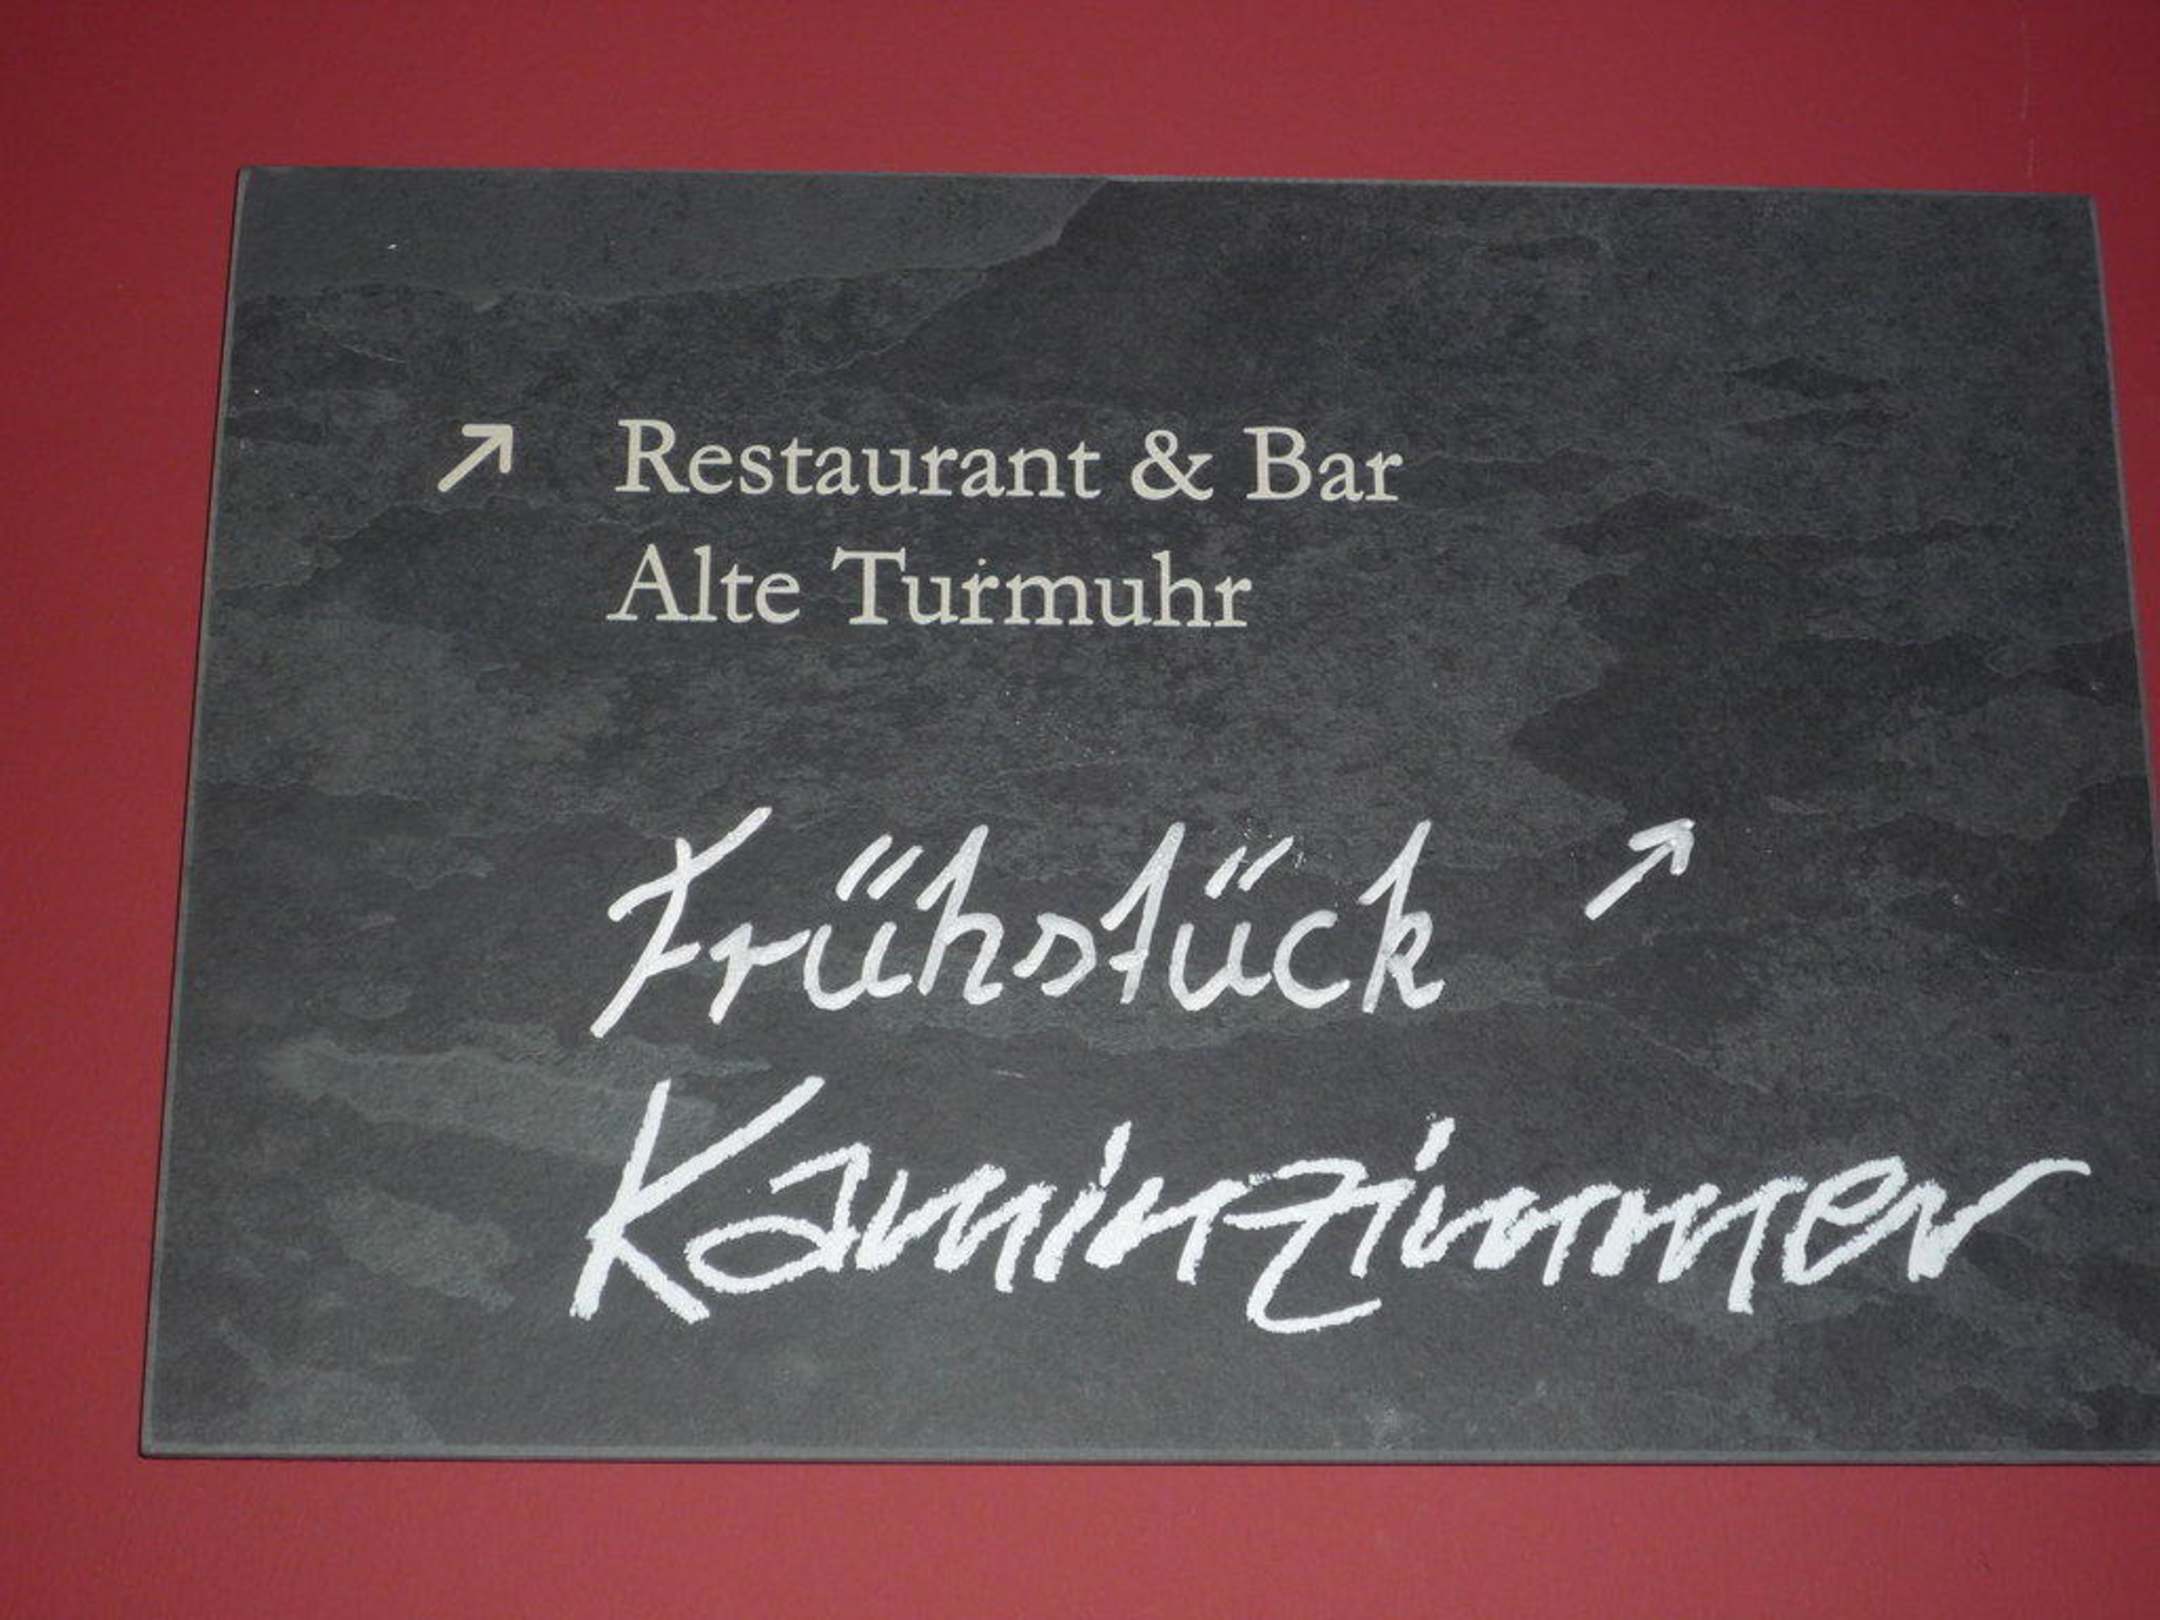 ↗ Restaurant & Bar
Alte Turmuhr
Frühstück ↗
Kaminzimmer